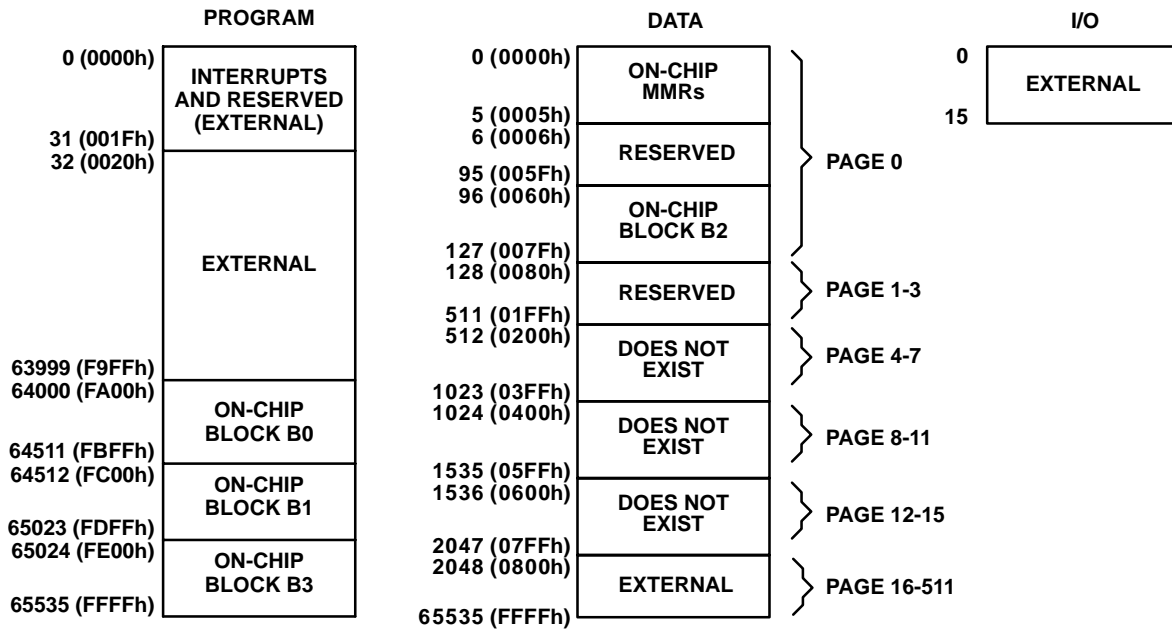 PROGRAM
0 (0000h)
INTERRUPTS
AND RESERVED
(EXTERNAL)
31 (001Fh)
32 (0020h)
EXTERNAL
63999 (F9FFh)
64000 (FA00h)
ON-CHIP
BLOCK B0
64511 (FBFFh)
64512 (FC00h)
ON-CHIP
BLOCK B1
65023 (FDFFh)
65024 (FE00h)
ON-CHIP
BLOCK B3
65535 (FFFFh)
DATA
0 (0000h)
ON-CHIP
MMRs
5 (0005h)
6 (0006h)
RESERVED
95 (005Fh)
96 (0060h)
ON-CHIP
BLOCK B2
127 (007Fh)
PAGE 0
128 (0080h)
RESERVED
511 (01FFh)
PAGE 1-3
512 (0200h)
DOES NOT
EXIST
1023 (03FFh)
PAGE 4-7
1024 (0400h)
DOES NOT
EXIST
1535 (05FFh)
PAGE 8-11
1536 (0600h)
DOES NOT
EXIST
2047 (07FFh)
PAGE 12-15
2048 (0800h)
EXTERNAL
65535 (FFFFh)
PAGE 16-511
I/O
0
EXTERNAL
15